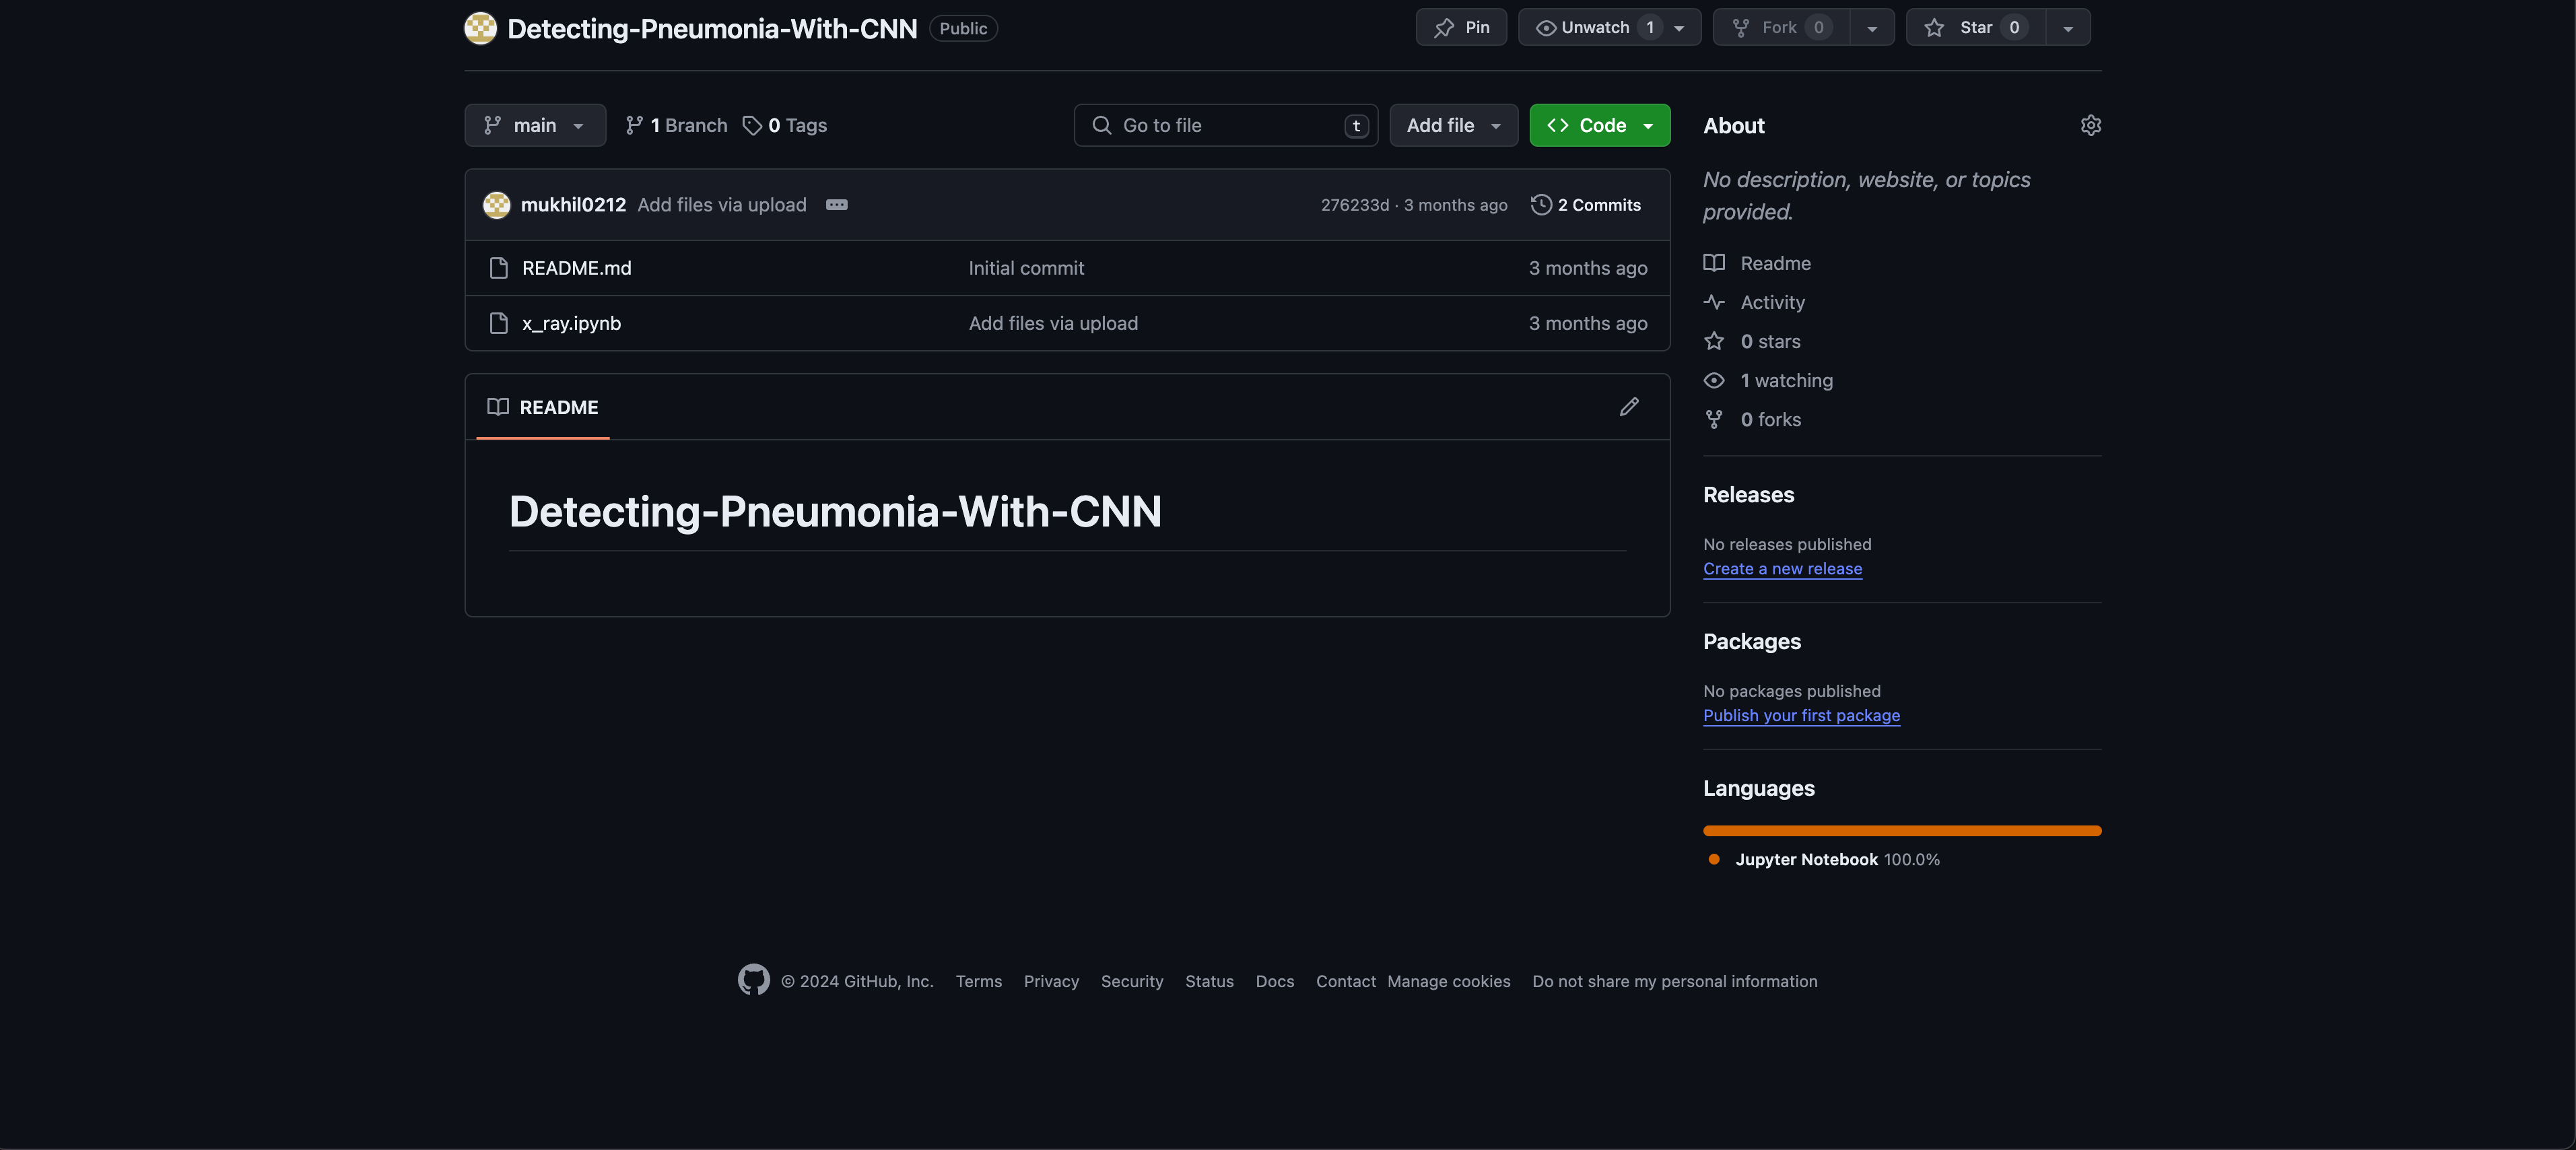 Detecting-Pneumonia-With-CNN Public Pin Unwatch 1 Fork 0 Star 0
main 1 Branch 0 Tags Go to file t Add file Code
mukhil0212 Add files via upload 276233d · 3 months ago 2 Commits
README.md Initial commit 3 months ago
x_ray.ipynb Add files via upload 3 months ago
README
Detecting-Pneumonia-With-CNN
About
No description, website, or topics
provided.
Readme
Activity
0 stars
1 watching
0 forks
Releases
No releases published
Create a new release
Packages
No packages published
Publish your first package
Languages
Jupyter Notebook 100.0%
© 2024 GitHub, Inc. Terms Privacy Security Status Docs Contact Manage cookies Do not share my personal information